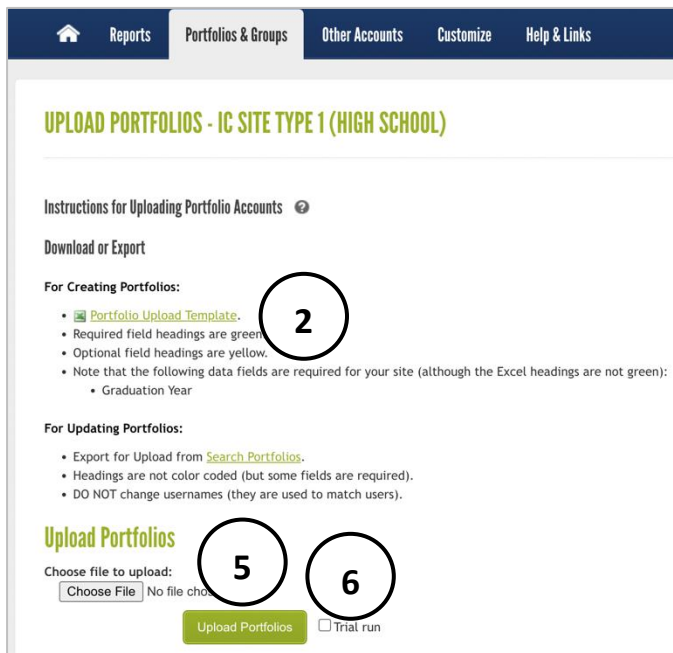 Reports Portfolios & Groups Other Accounts Customize Help & Links
UPLOAD PORTFOLIOS - IC SITE TYPE 1 (HIGH SCHOOL)
Instructions for Uploading Portfolio Accounts ?
Download or Export
For Creating Portfolios:
• Portfolio Upload Template.
2
• Required field headings are green
• Optional field headings are yellow.
• Note that the following data fields are required for your site (although the Excel headings are not green):
• Graduation Year
For Updating Portfolios:
• Export for Upload from Search Portfolios.
• Headings are not color coded (but some fields are required).
• DO NOT change usernames (they are used to match users).
Upload Portfolios
5
6
Choose file to upload:
Choose File No file
Upload Portfolios Trial run